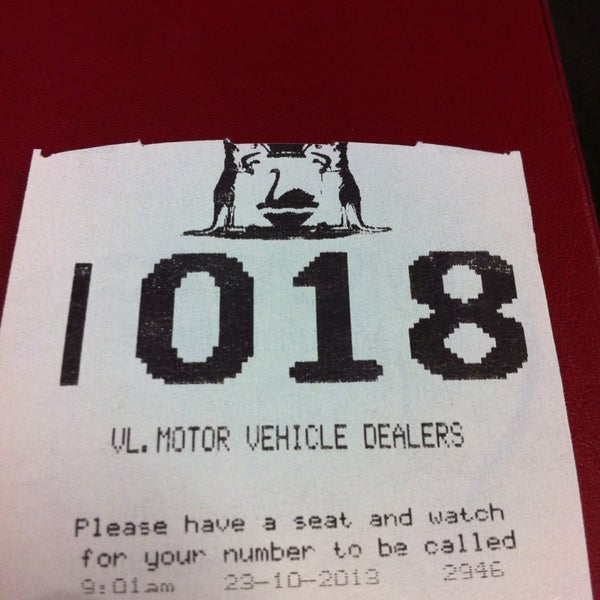 I018
VL. MOTOR VEHICLE DEALERS
Please have a seat and watch
for your number to be called
9:01am 23-10-2013 2946